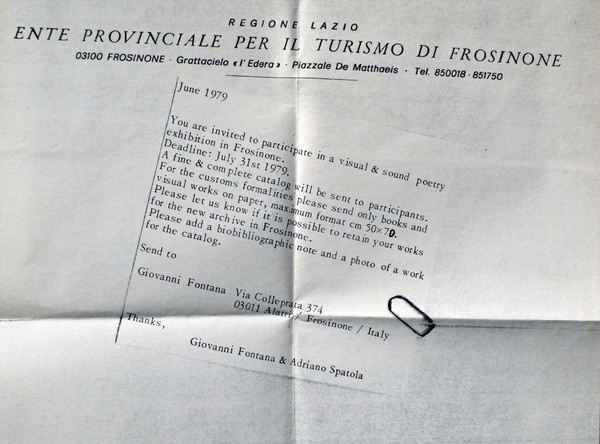 REGIONE LAZIO
ENTE PROVINCIALE PER IL TURISMO DI FROSINONE
03100 FROSINONE · Grattacielo « l'Edera » · Piazzale De Matthaeis · Tel. 850018 · 851750
June 1979
You are invited to participate in a visual & sound poetry
exhibition in Frosinone.
Deadline: July 31st 1979.
A fine & complete catalog will be sent to participants.
For the customs formalities please send only books and
visual works on paper, maximum format cm 50×70.
Please let us know if it is possible to retain your works
for the new archive in Frosinone.
Please add a biobibliographic note and a photo of a work
for the catalog.
Send to
Giovanni Fontana Via Colleprata 374
03011 Alatri / Frosinone / Italy
Thanks,
Giovanni Fontana & Adriano Spatola